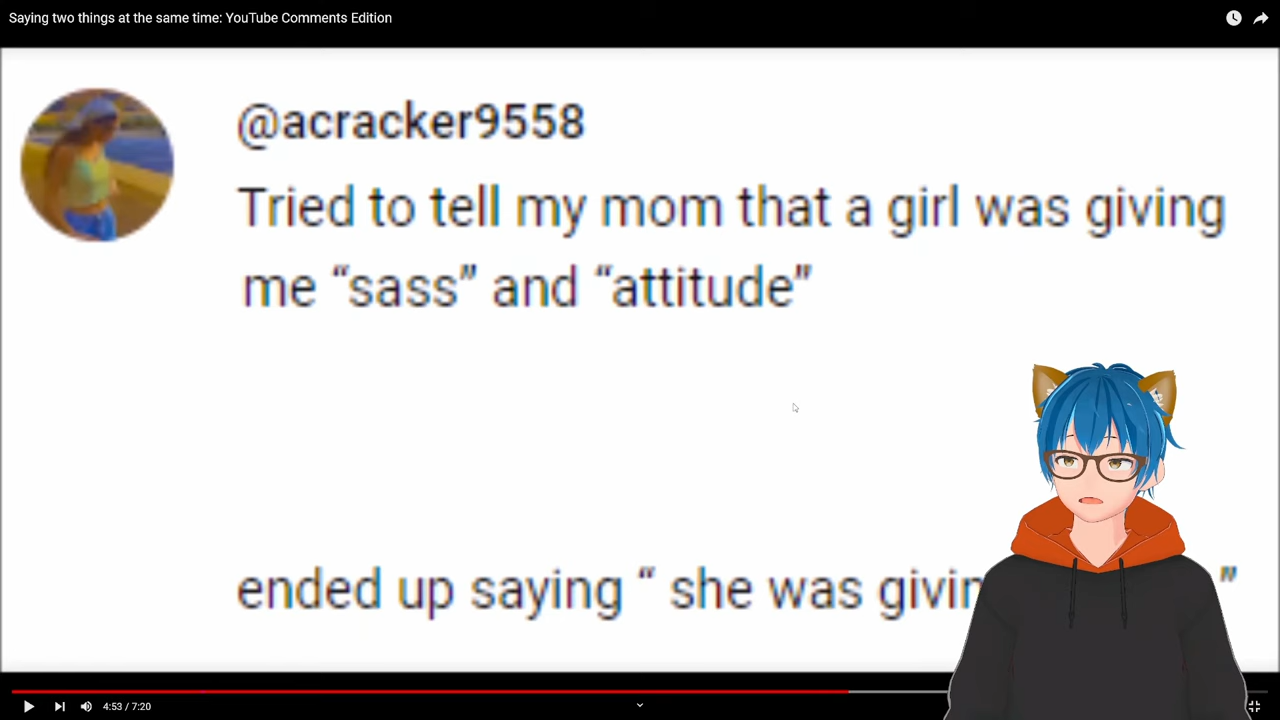 Saying two things at the same time: YouTube Comments Edition
@acracker9558
Tried to tell my mom that a girl was giving
me “sass” and “attitude”
ended up saying “ she was ”
4:53 / 7:20